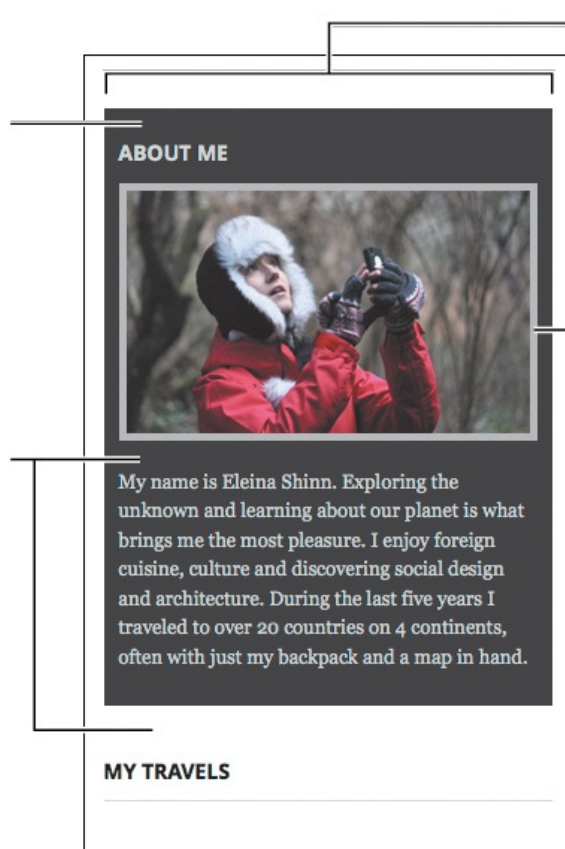 ABOUT ME
My name is Eleina Shinn. Exploring the
unknown and learning about our planet is what
brings me the most pleasure. I enjoy foreign
cuisine, culture and discovering social design
and architecture. During the last five years I
traveled to over 20 countries on 4 continents,
often with just my backpack and a map in hand.
MY TRAVELS